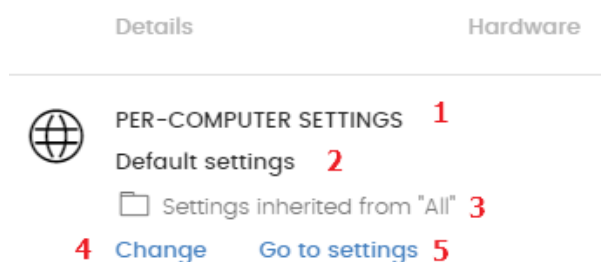 Details Hardware
PER-COMPUTER SETTINGS 1
Default settings 2
Settings inherited from "All" 3
4 Change Go to settings 5